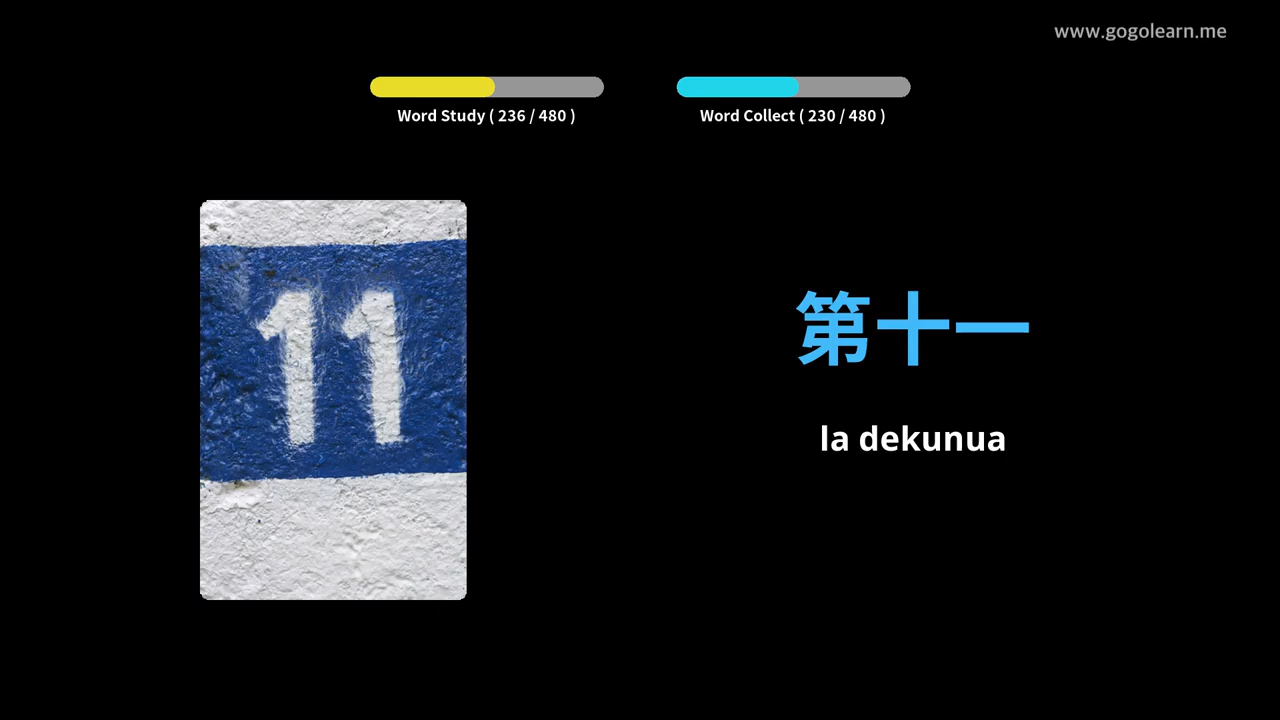 www.gogolearn.me
Word Study ( 236 / 480 )
Word Collect ( 230 / 480 )
11
第十一
la dekunua